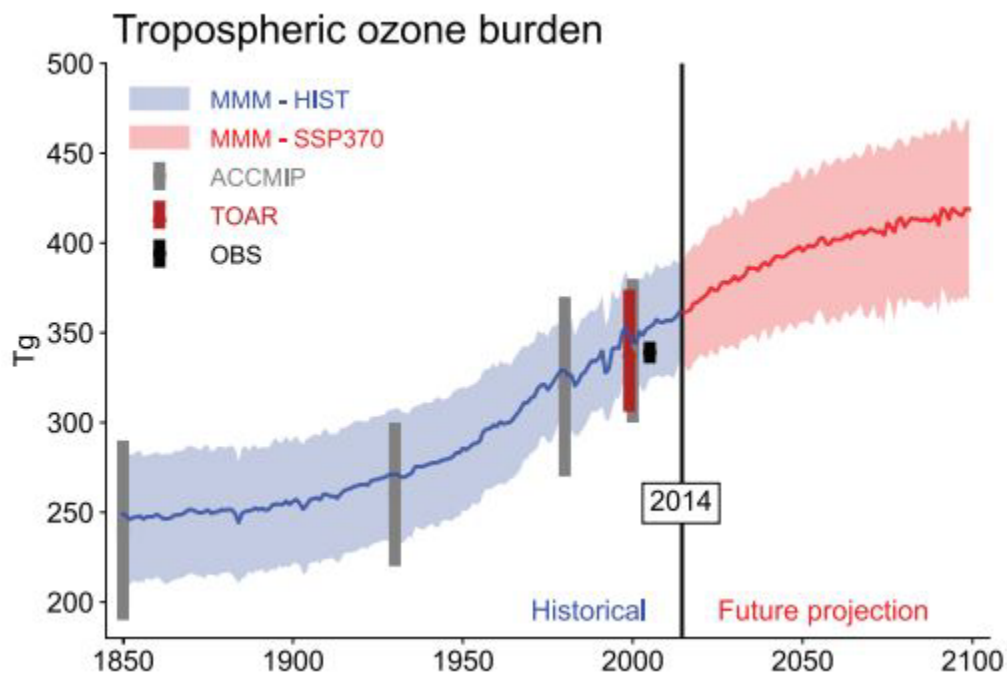 Tropospheric ozone burden
500
450
400
350
300
250
200
Tg
MMM - HIST
MMM - SSP370
ACCMIP
TOAR
OBS
2014
Historical
Future projection
1850 1900 1950 2000 2050 2100